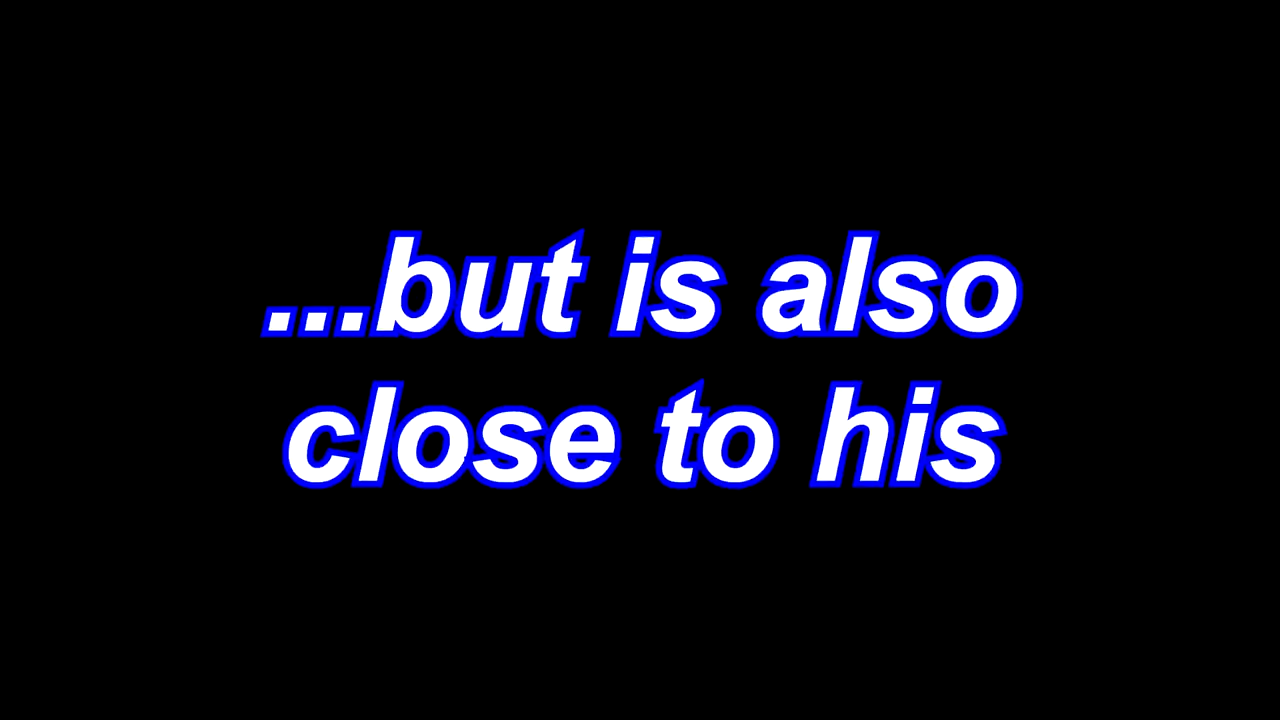 ...but is also
close to his